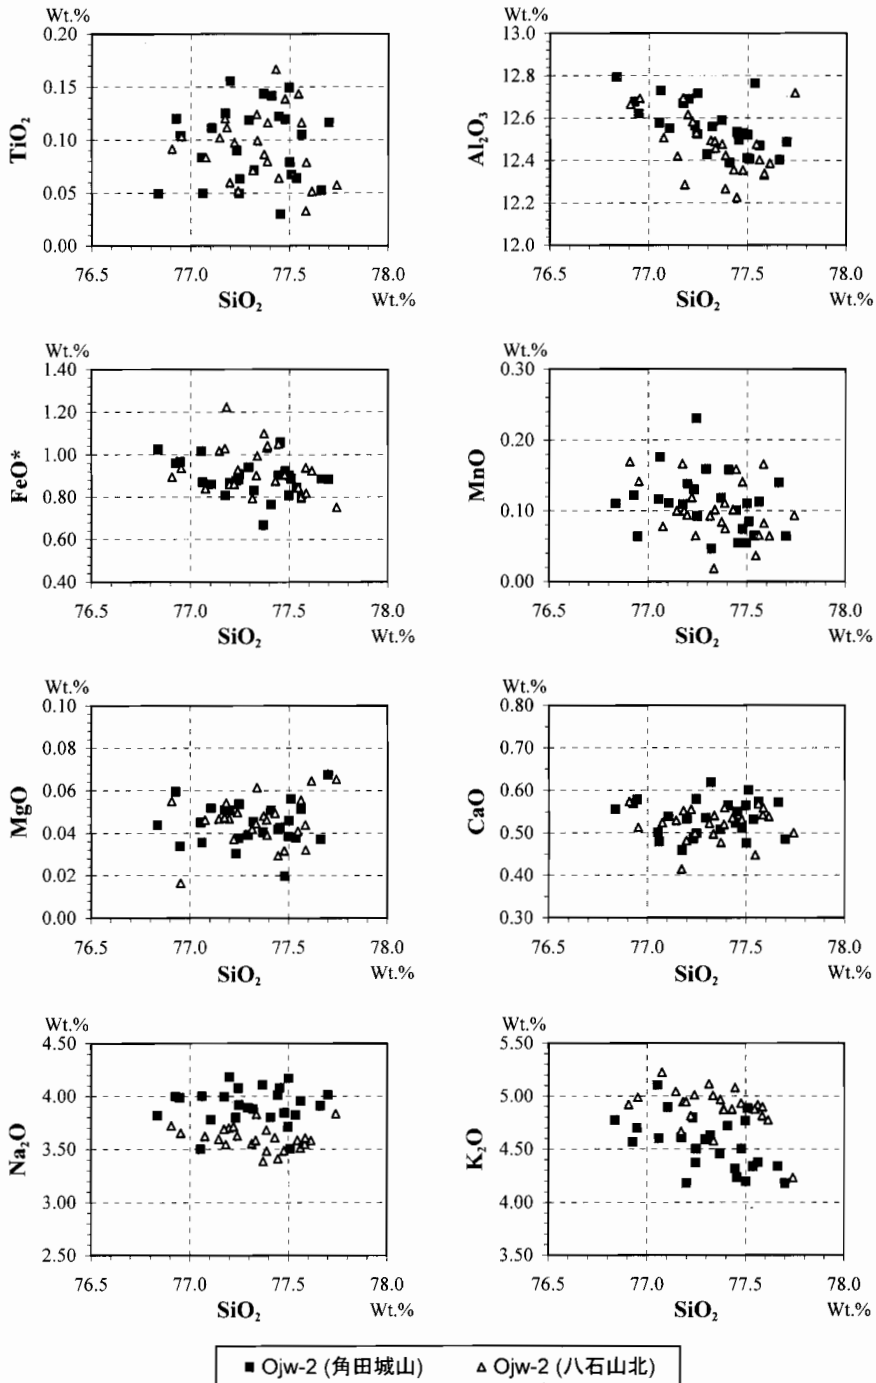 Wt.%
0.20
0.15
0.10
0.05
0.00
TiO₂
76.5 77.0 77.5 78.0
SiO₂ Wt.%
Wt.%
13.0
12.8
12.6
12.4
12.2
12.0
Al₂O₃
76.5 77.0 77.5 78.0
SiO₂ Wt.%
Wt.%
1.40
1.20
1.00
0.80
0.60
0.40
FeO*
76.5 77.0 77.5 78.0
SiO₂ Wt.%
Wt.%
0.30
0.20
0.10
0.00
MnO
76.5 77.0 77.5 78.0
SiO₂ Wt.%
Wt.%
0.10
0.08
0.06
0.04
0.02
0.00
MgO
76.5 77.0 77.5 78.0
SiO₂ Wt.%
Wt.%
0.80
0.70
0.60
0.50
0.40
0.30
CaO
76.5 77.0 77.5 78.0
SiO₂ Wt.%
Wt.%
4.50
4.00
3.50
3.00
2.50
Na₂O
76.5 77.0 77.5 78.0
SiO₂ Wt.%
Wt.%
5.50
5.00
4.50
4.00
3.50
K₂O
76.5 77.0 77.5 78.0
SiO₂ Wt.%
■ Ojw-2 (角田城山) △ Ojw-2 (八石山北)